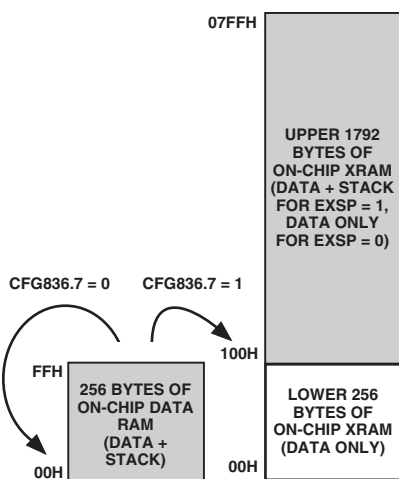 07FFH
UPPER 1792
BYTES OF
ON-CHIP XRAM
(DATA + STACK
FOR EXSP = 1,
DATA ONLY
FOR EXSP = 0)
CFG836.7 = 0
CFG836.7 = 1
100H
FFH
256 BYTES OF
ON-CHIP DATA
RAM
(DATA +
STACK)
00H
LOWER 256
BYTES OF
ON-CHIP XRAM
(DATA ONLY)
00H